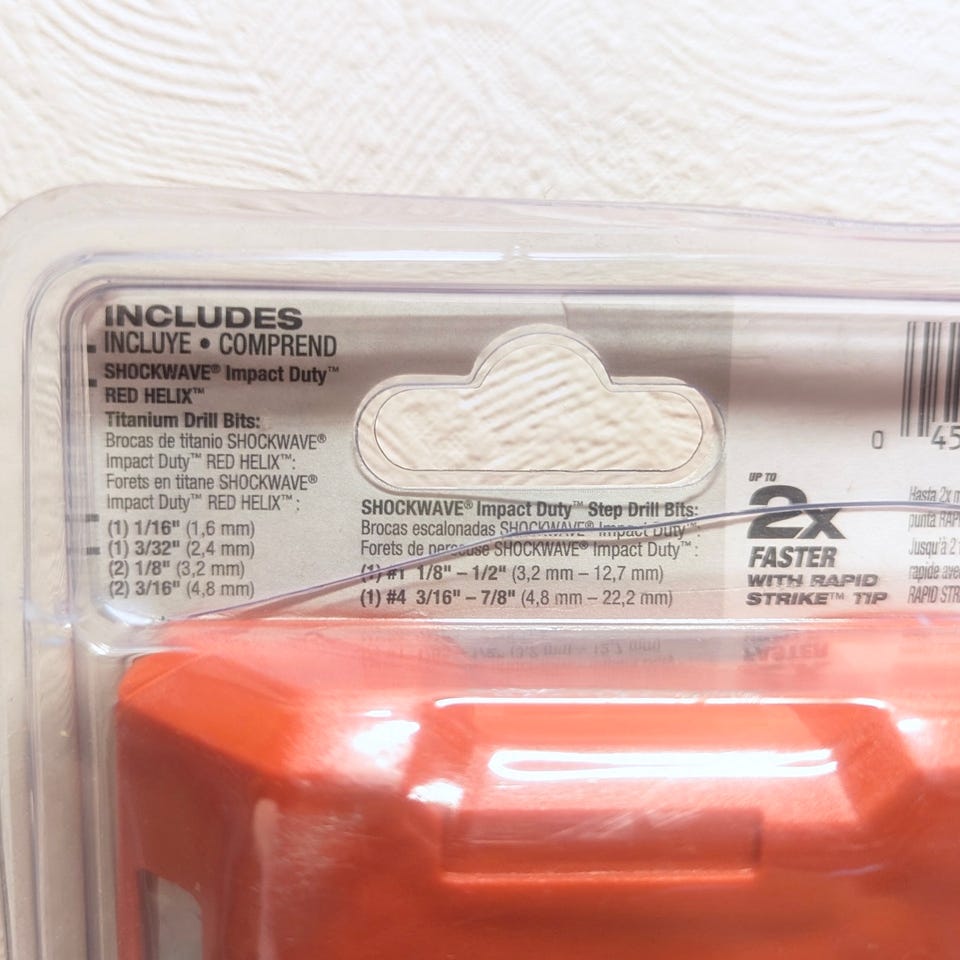 INCLUDES
INCLUYE • COMPREND
SHOCKWAVE® Impact Duty™
RED HELIX™
Titanium Drill Bits:
Brocas de titanio SHOCKWAVE®
Impact Duty™ RED HELIX™:
Forets en titane SHOCKWAVE®
Impact Duty™ RED HELIX™ :
(1) 1/16" (1,6 mm)
(1) 3/32" (2,4 mm)
(2) 1/8" (3,2 mm)
(2) 3/16" (4,8 mm)
SHOCKWAVE® Impact Duty™ Step Drill Bits:
Brocas escalonadas SHOCKWAVE® Impact Duty™:
Forets de perceuse SHOCKWAVE® Impact Duty™ :
(1) #1 1/8" – 1/2" (3,2 mm – 12,7 mm)
(1) #4 3/16" – 7/8" (4,8 mm – 22,2 mm)
UP TO
2X
FASTER
WITH RAPID
STRIKE™ TIP
0 45
Hasta 2x
punta
Jusqu'à 2
rapide
RAPID